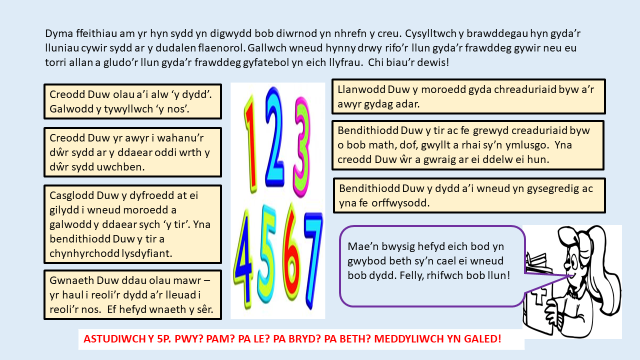 Dyma ffeithiau am yr hyn sydd yn digwydd bob diwrnod yn nhrefn y creu. Cysylltwch y brawddegau hyn gyda'r
lluniau cywir sydd ar y dudalen flaenorol. Gallwch wneud hynny drwy rifo'r llun gyda'r frawddeg gywir neu eu
torri allan a gludo'r llun gyda'r frawddeg gyfatebol yn eich llyfrau.  Chi biau'r dewis!
Creodd Duw olau a'i alw 'y dydd'.
Galwodd y tywyllwch 'y nos'.
Creodd Duw yr awyr i wahanu'r
dŵr sydd ar y ddaear oddi wrth y
dŵr sydd uwchben.
Casglodd Duw y dyfroedd at ei
gilydd i wneud moroedd a
galwodd y ddaear sych 'y tir'. Yna
bendithiodd Duw y tir a
chynhyrchodd lysdyfiant.
Gwnaeth Duw ddau olau mawr –
yr haul i reoli'r dydd a'r lleuad i
reoli'r nos.  Ef hefyd wnaeth y sêr.
1 2 3
4 5 6 7
Llanwodd Duw y moroedd gyda chreaduriaid byw a'r
awyr gydag adar.
Bendithiodd Duw y tir ac fe grewyd creaduriaid byw
o bob math, dof, gwyllt a rhai sy'n ymlusgo.  Yna
creodd Duw ŵr a gwraig ar ei ddelw ei hun.
Bendithiodd Duw y dydd a'i wneud yn gysegredig ac
yna fe orffwysodd.
Mae'n bwysig hefyd eich bod yn
gwybod beth sy'n cael ei wneud
bob dydd. Felly, rhifwch bob llun!
ASTUDIWCH Y 5P. PWY? PAM? PA LE? PA BRYD? PA BETH? MEDDYLIWCH YN GALED!